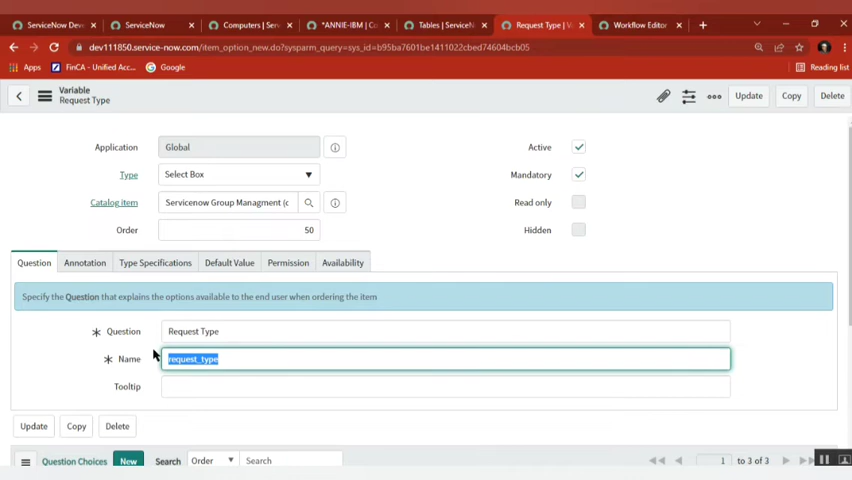 ServiceNow Dev
ServiceNow
Computers | Serv
*ANNIE-IBM | Co
Tables | ServiceN
Request Type | V
Workflow Editor
dev111850.service-now.com/item_option_new.do?sysparm_query=sys_id=b95ba7601be1411022cbed74604bcb05
Apps
FinCA - Unified Acc...
Google
Reading list
Variable
Request Type
Update
Copy
Delete
Application
Global
Active
Type
Select Box
Mandatory
Catalog item
Servicenow Group Managment (c
Read only
Order
50
Hidden
Question
Annotation
Type Specifications
Default Value
Permission
Availability
Specify the Question that explains the options available to the end user when ordering the item
Question
Request Type
Name
request_type
Tooltip
Update
Copy
Delete
Question Choices
New
Search
Order
Search
1
to 3 of 3